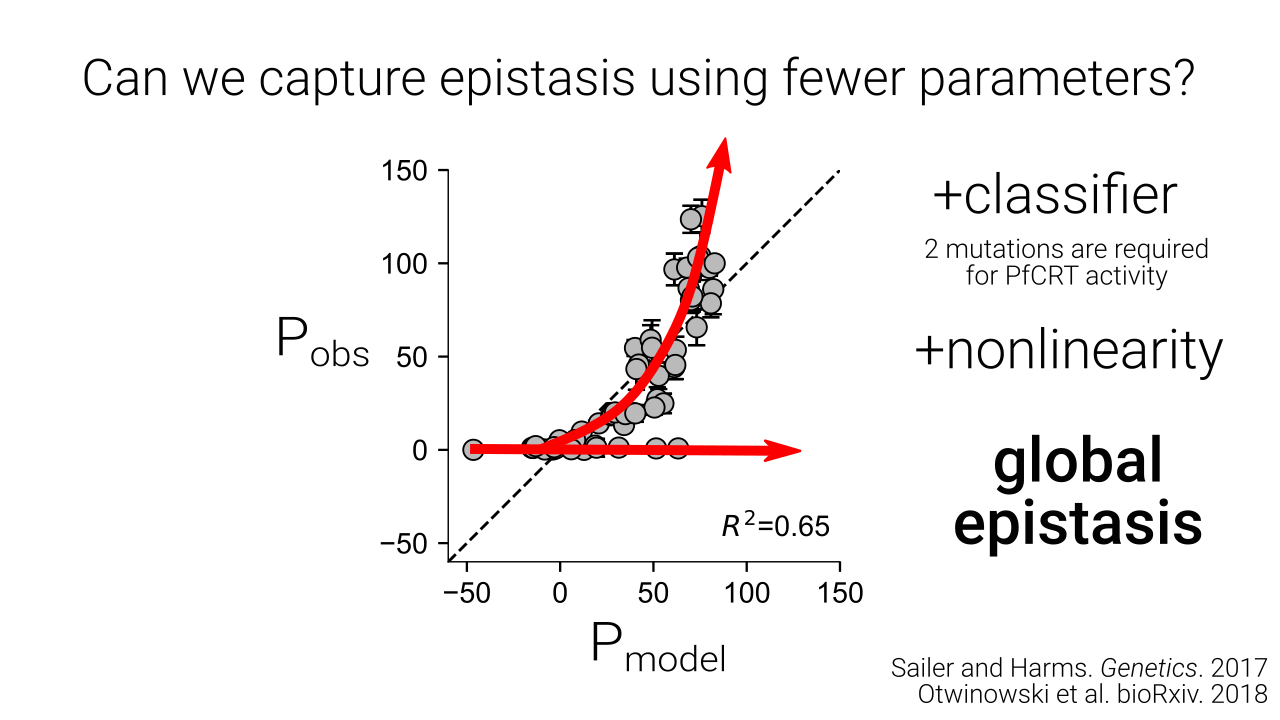 Can we capture epistasis using fewer parameters?
150
100
50
0
−50
P_obs
R²=0.65
−50 0 50 100 150
P_model
+classifier
2 mutations are required
for PfCRT activity
+nonlinearity
global
epistasis
Sailer and Harms. Genetics. 2017
Otwinowski et al. bioRxiv. 2018